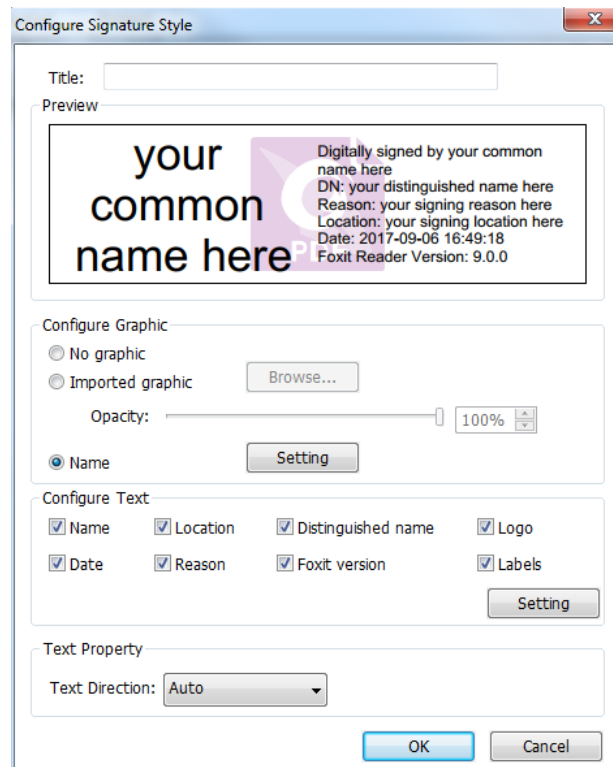 Configure Signature Style
Title:
Preview
your
common
name here
Digitally signed by your common
name here
DN: your distinguished name here
Reason: your signing reason here
Location: your signing location here
Date: 2017-09-06 16:49:18
Foxit Reader Version: 9.0.0
PDF
Configure Graphic
No graphic
Imported graphic
Browse...
Opacity:
100%
Name
Setting
Configure Text
Name
Location
Distinguished name
Logo
Date
Reason
Foxit version
Labels
Setting
Text Property
Text Direction:
Auto
OK
Cancel